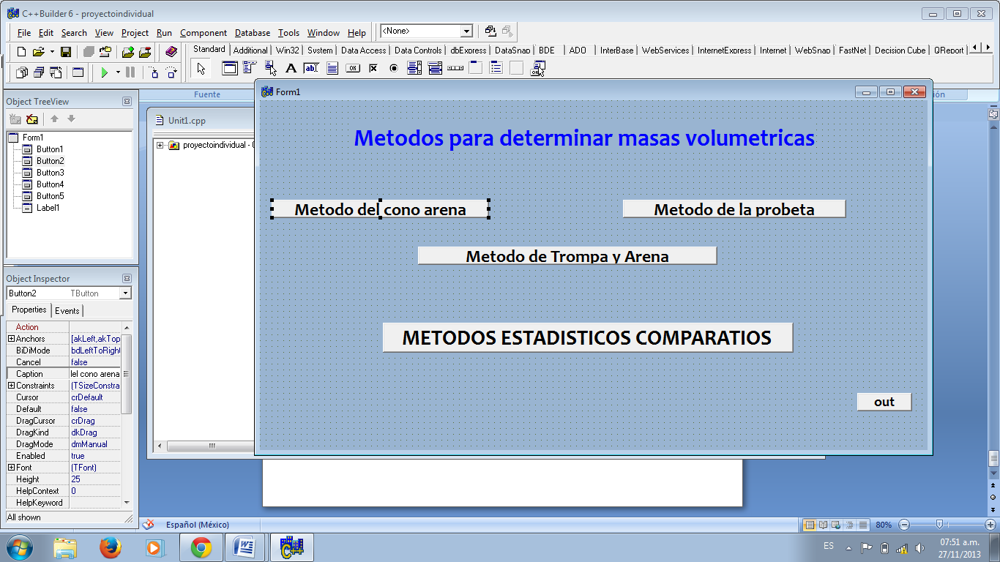 C++Builder 6 - proyectoindividual
File Edit Search View Project Run Component Database Tools Window Help
<None>
Standard Additional Win32 System Data Access Data Controls dbExpress DataSnap BDE ADO InterBase WebServices InternetExpress Internet WebSnap FastNet Decision Cube QReport
Fuente
ión
Object TreeView
Form1
Button1
Button2
Button3
Button4
Button5
Label1
Unit1.cpp
proyectoindividual - 
Form1
Metodos para determinar masas volumetricas
Metodo del cono arena
Metodo de la probeta
Metodo de Trompa y Arena
METODOS ESTADISTICOS COMPARATIOS
out
Object Inspector
Button2 TButton
Properties Events
Action
Anchors [akLeft,akTop
BiDiMode bdLeftToRight
Cancel false
Caption lel cono arena
Constraints (TSizeConstra
Cursor crDefault
Default false
DragCursor crDrag
DragKind dkDrag
DragMode dmManual
Enabled true
Font (TFont)
Height 25
HelpContext 0
HelpKeyword
All shown
Español (México)
80%
ES
07:51 a.m.
27/11/2013